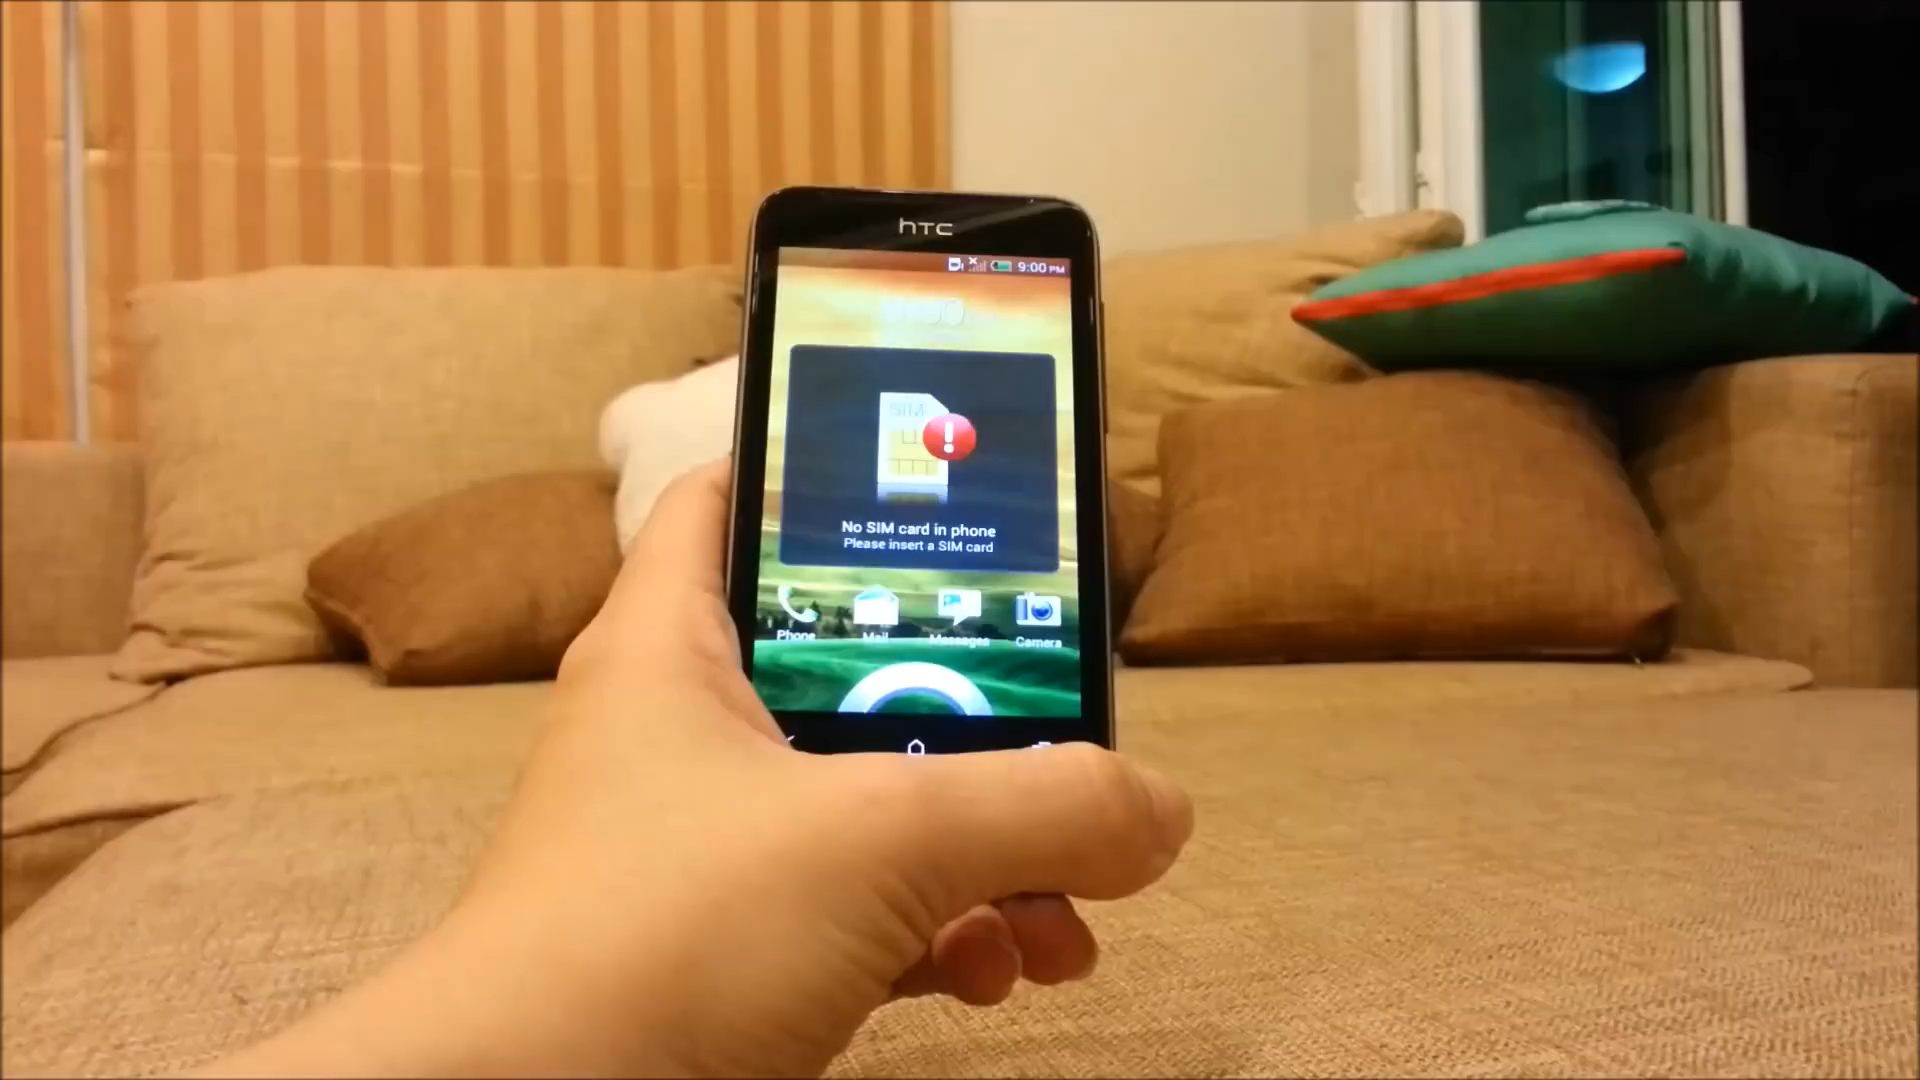 hTC
9:00 PM
SIM
No SIM card in phone
Please insert a SIM card
Phone
Mail
Messages
Camera